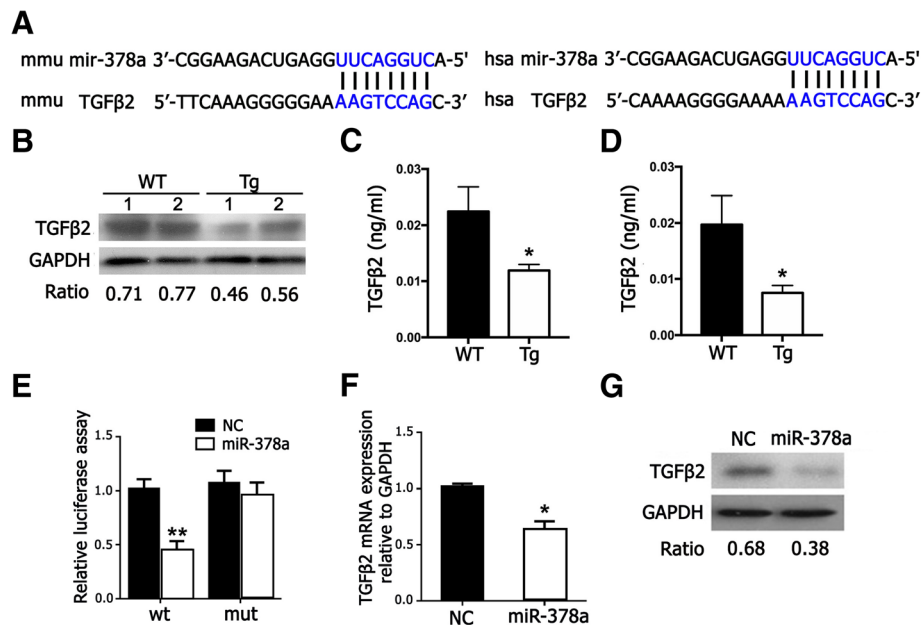 A
mmu mir-378a 3′-CGGAAGACUGAGGUUCAGGUCA-5'
mmu TGFβ2 5′-TTCAAAGGGGGAAAAGTCCAGC-3′
hsa mir-378a 3′-CGGAAGACUGAGGUUCAGGUCA-5′
hsa TGFβ2 5′-CAAAAGGGGAAAAAAGTCCAGC-3′
B
WT Tg
1 2 1 2
TGFβ2
GAPDH
Ratio 0.71 0.77 0.46 0.56
C
TGFβ2 (ng/ml)
0.03
0.02
0.01
0.00
*
WT Tg
D
TGFβ2 (ng/ml)
0.03
0.02
0.01
0.00
*
WT Tg
E
Relative luciferase assay
NC
miR-378a
1.5
1.0
0.5
0.0
**
wt mut
F
TGFβ2 mRNA expression
relative to GAPDH
1.5
1.0
0.5
0.0
*
NC miR-378a
G
NC miR-378a
TGFβ2
GAPDH
Ratio 0.68 0.38